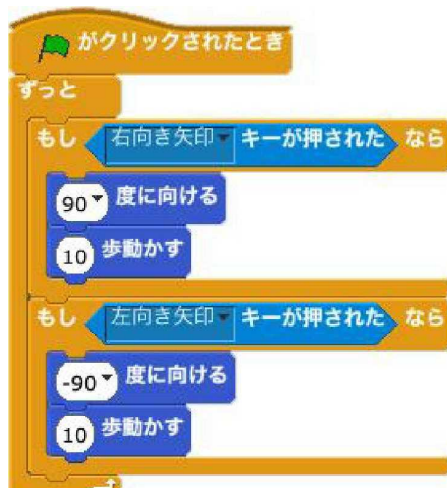 がクリックされたとき
ずっと
もし 右向き矢印 キーが押された なら
90 度に向ける
10 歩動かす
もし 左向き矢印 キーが押された なら
-90 度に向ける
10 歩動かす